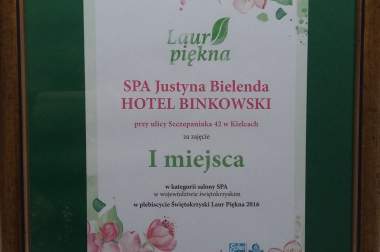 Laur
piękna
SPA Justyna Bielenda
HOTEL BINKOWSKI
przy ulicy Szczepaniaka 42 w Kielcach
za zajęcie
I miejsca
w kategorii salony SPA
w województwie świętokrzyskim
w plebiscycie Świętokrzyski Laur Piękna 2016